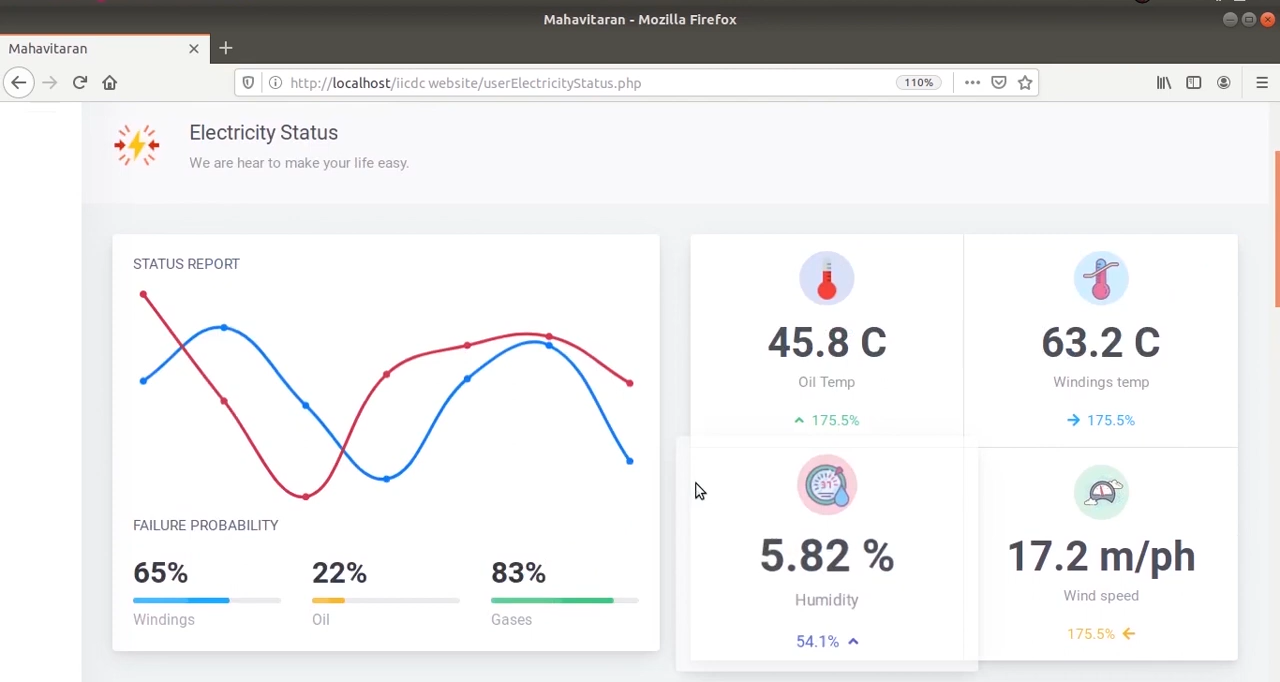 Mahavitaran - Mozilla Firefox
Mahavitaran
http://localhost/iicdc website/userElectricityStatus.php
110%
Electricity Status
We are hear to make your life easy.
STATUS REPORT
FAILURE PROBABILITY
65%
22%
83%
Windings
Oil
Gases
45.8 C
Oil Temp
175.5%
63.2 C
Windings temp
175.5%
37
5.82 %
Humidity
54.1%
17.2 m/ph
Wind speed
175.5%